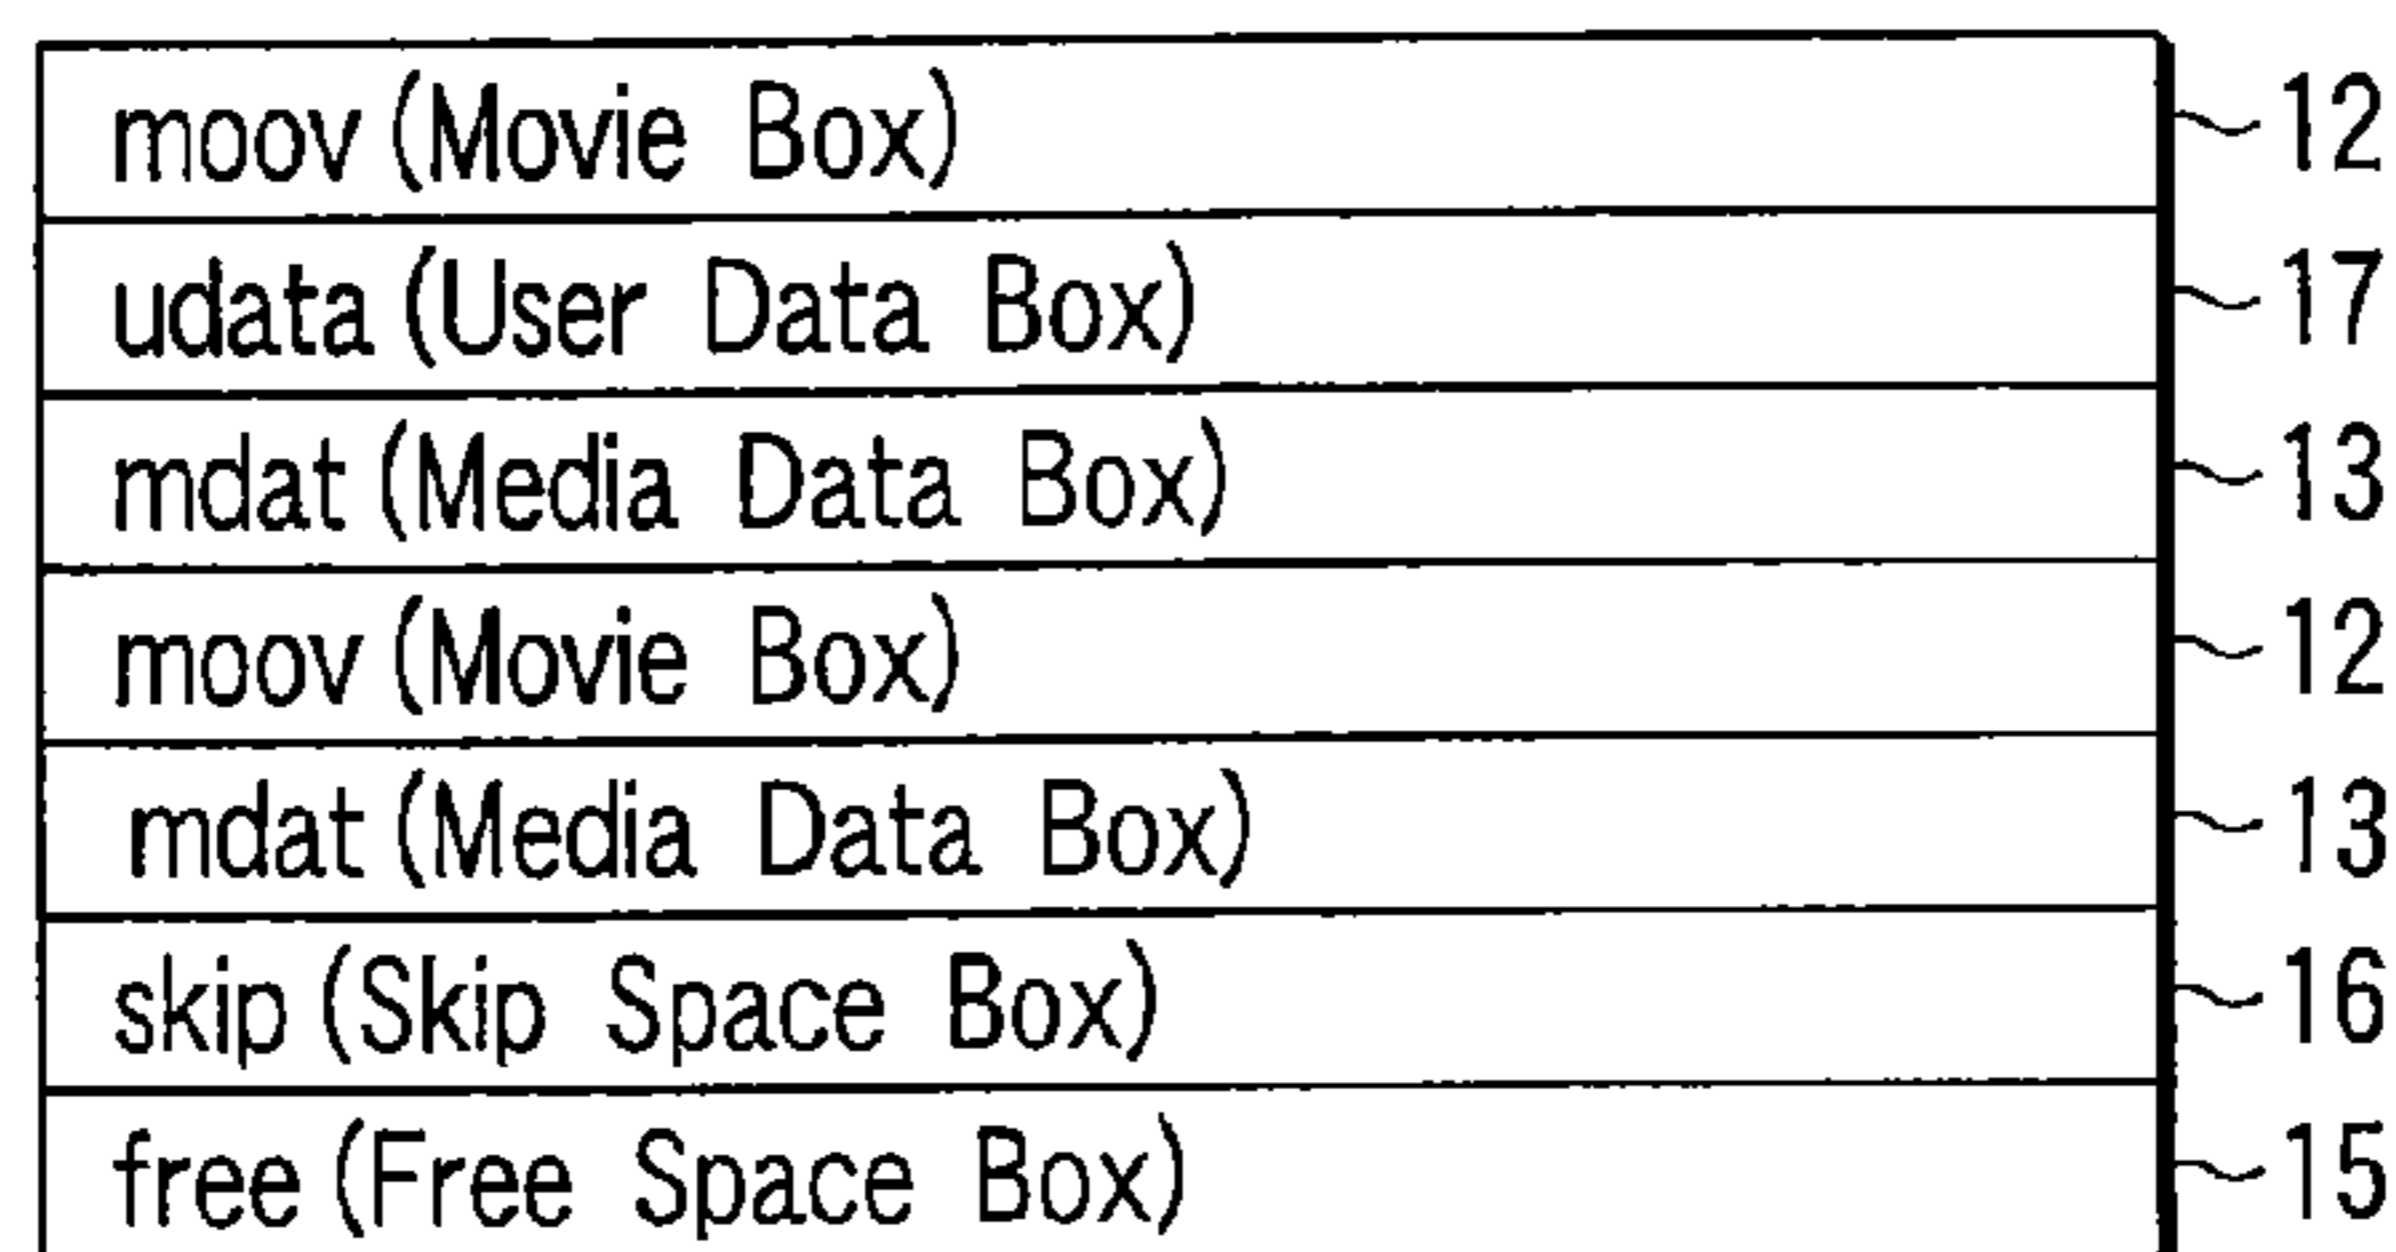 moov (Movie Box) 12
udata (User Data Box) 17
mdat (Media Data Box) 13
moov (Movie Box) 12
mdat (Media Data Box) 13
skip (Skip Space Box) 16
free (Free Space Box) 15